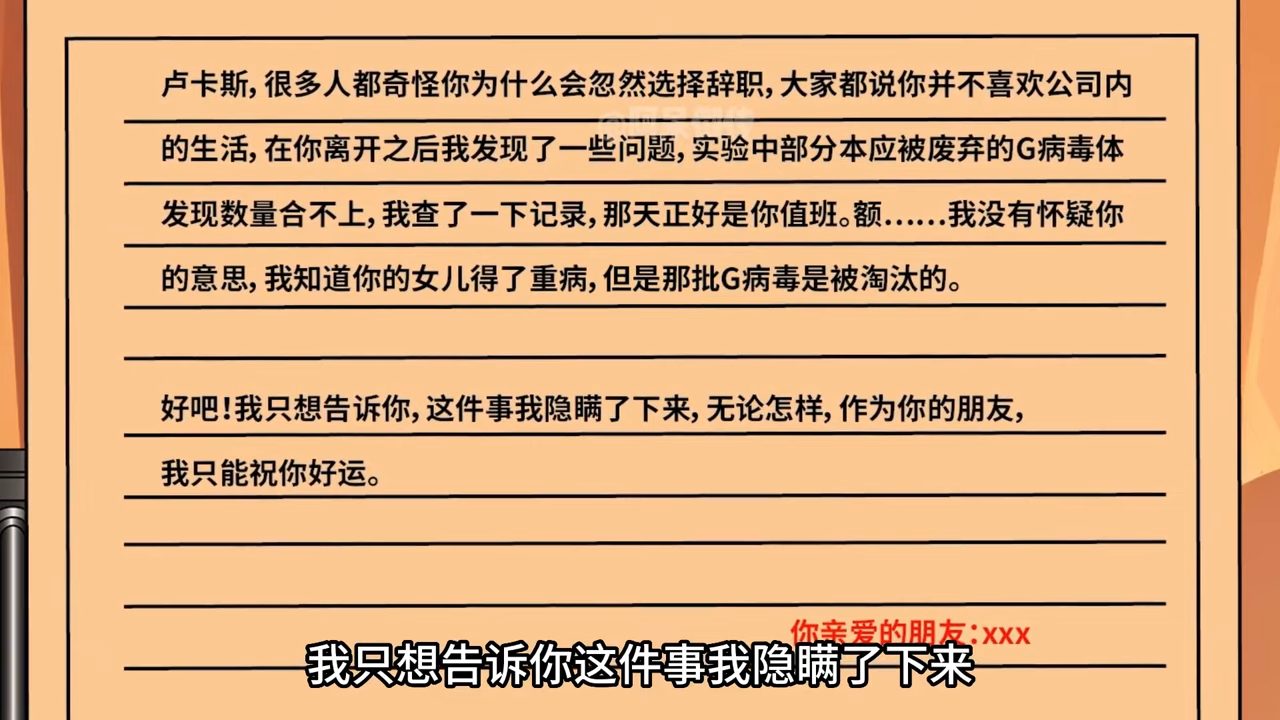 卢卡斯，很多人都奇怪你为什么会忽然选择辞职，大家都说你并不喜欢公司内
的生活，在你离开之后我发现了一些问题，实验中部分本应被废弃的G病毒体
发现数量合不上，我查了一下记录，那天正好是你值班。额……我没有怀疑你
的意思，我知道你的女儿得了重病，但是那批G病毒是被淘汰的。
好吧！我只想告诉你，这件事我隐瞒了下来，无论怎样，作为你的朋友，
我只能祝你好运。
你亲爱的朋友：xxx
我只想告诉你这件事我隐瞒了下来